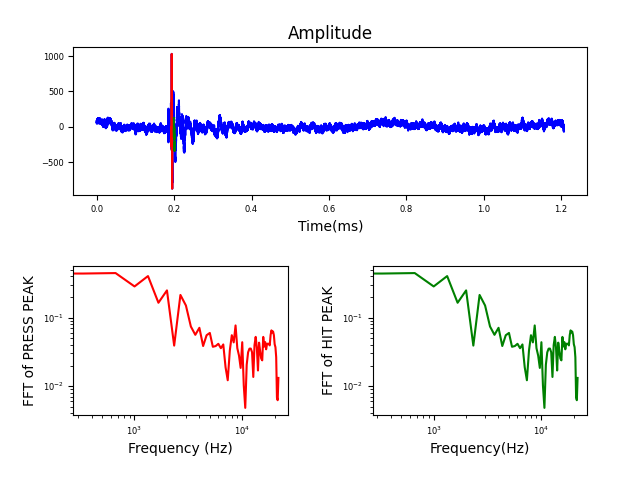 Amplitude
1000
500
0
−500
0.0 0.2 0.4 0.6 0.8 1.0 1.2
Time(ms)
FFT of PRESS PEAK
10⁻¹
10⁻²
10³ 10⁴
Frequency (Hz)
FFT of HIT PEAK
10⁻¹
10⁻²
10³ 10⁴
Frequency(Hz)